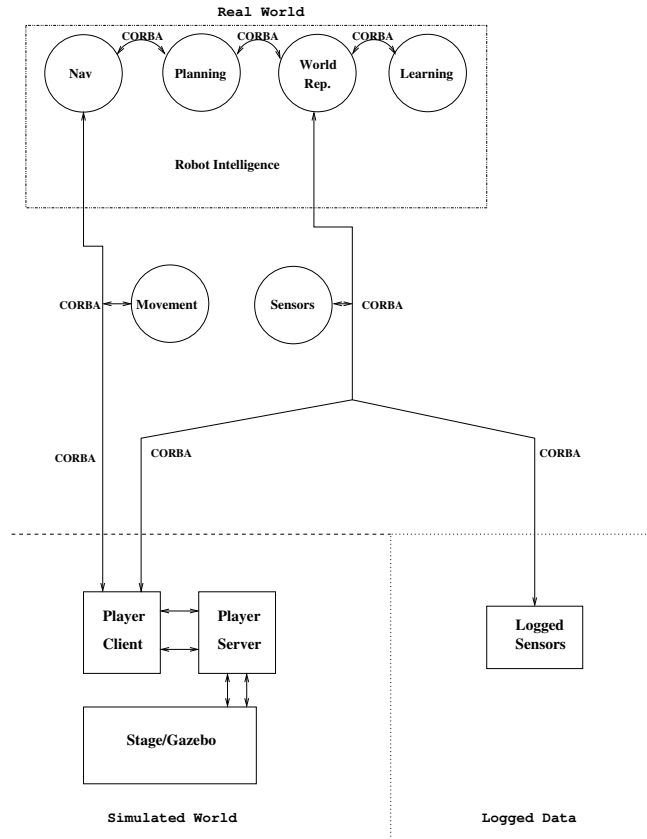 Real World
CORBA
CORBA
CORBA
Nav
Planning
World
Rep.
Learning
Robot Intelligence
CORBA
Movement
Sensors
CORBA
CORBA
CORBA
CORBA
Player
Client
Player
Server
Logged
Sensors
Stage/Gazebo
Simulated World
Logged Data